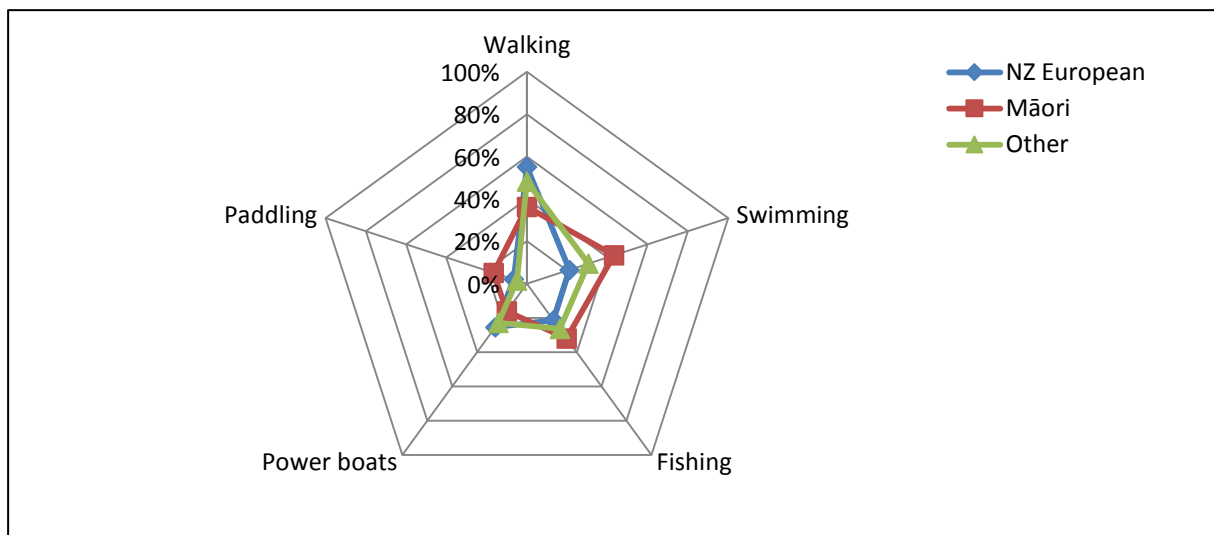 Walking
100%
80%
60%
40%
20%
0%
Swimming
Fishing
Power boats
Paddling
NZ European
Māori
Other